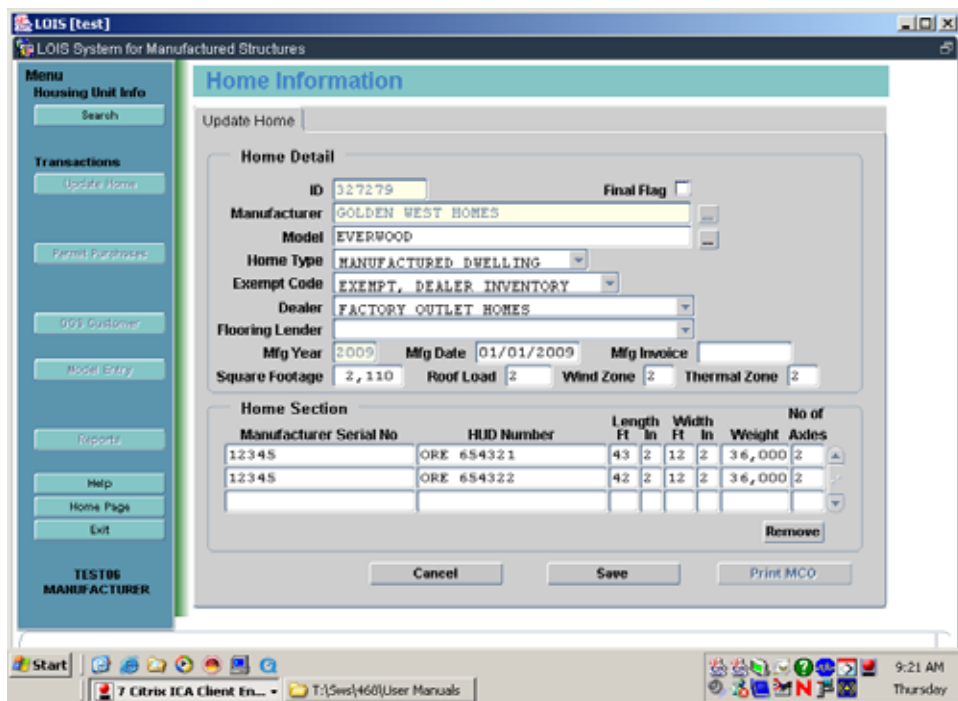 LOIS [test]
LOIS System for Manufactured Structures
Menu
Housing Unit Info
Search
Transactions
Update Home
Permit Purchases
OOS Customer
Model Entry
Reports
Help
Home Page
Exit
TEST06
MANUFACTURER
Home Information
Update Home
Home Detail
ID 327279 Final Flag
Manufacturer GOLDEN WEST HOMES ...
Model EVERWOOD ...
Home Type MANUFACTURED DWELLING
Exempt Code EXEMPT, DEALER INVENTORY
Dealer FACTORY OUTLET HOMES
Flooring Lender
Mfg Year 2009 Mfg Date 01/01/2009 Mfg Invoice
Square Footage 2,110 Roof Load 2 Wind Zone 2 Thermal Zone 2
Home Section
Length Width No of
Manufacturer Serial No HUD Number Ft In Ft In Weight Axles
12345 ORE 654321 43 2 12 2 36,000 2
12345 ORE 654322 42 2 12 2 36,000 2
Remove
Cancel Save Print MCO
Start 9:21 AM
7 Citrix ICA Client En... T:\Sws\468\User Manuals Thursday